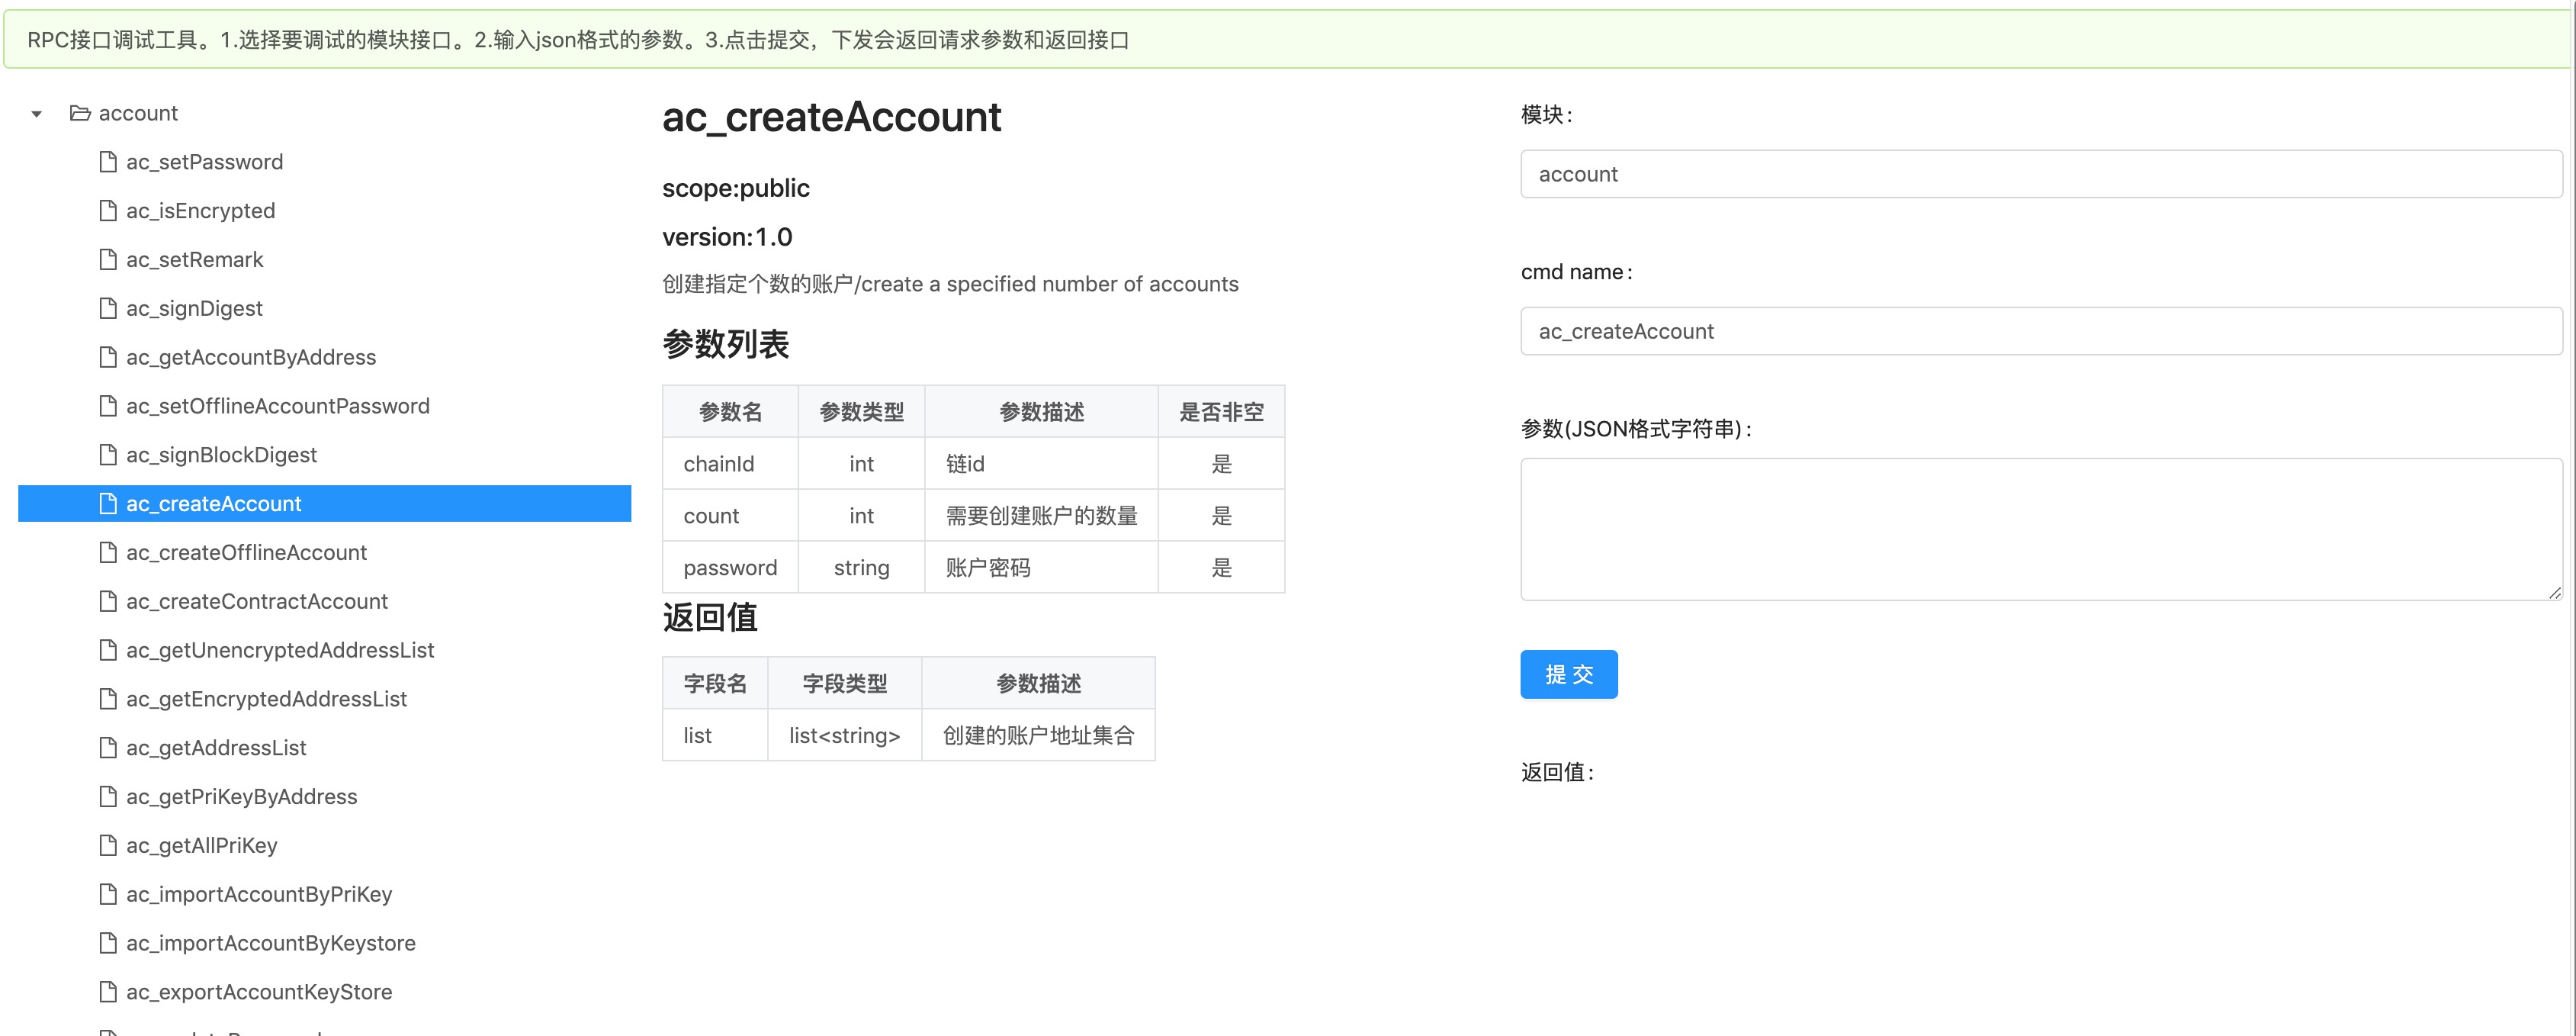 RPC接口调试工具。1.选择要调试的模块接口。2.输入json格式的参数。3.点击提交，下发会返回请求参数和返回接口
account
ac_setPassword
ac_isEncrypted
ac_setRemark
ac_signDigest
ac_getAccountByAddress
ac_setOfflineAccountPassword
ac_signBlockDigest
ac_createAccount
ac_createOfflineAccount
ac_createContractAccount
ac_getUnencryptedAddressList
ac_getEncryptedAddressList
ac_getAddressList
ac_getPriKeyByAddress
ac_getAllPriKey
ac_importAccountByPriKey
ac_importAccountByKeystore
ac_exportAccountKeyStore
ac_createAccount
scope:public
version:1.0
创建指定个数的账户/create a specified number of accounts
参数列表
参数名 参数类型 参数描述 是否非空
chainId int 链id 是
count int 需要创建账户的数量 是
password string 账户密码 是
返回值
字段名 字段类型 参数描述
list list<string> 创建的账户地址集合
模块:
account
cmd name:
ac_createAccount
参数(JSON格式字符串):
提 交
返回值: